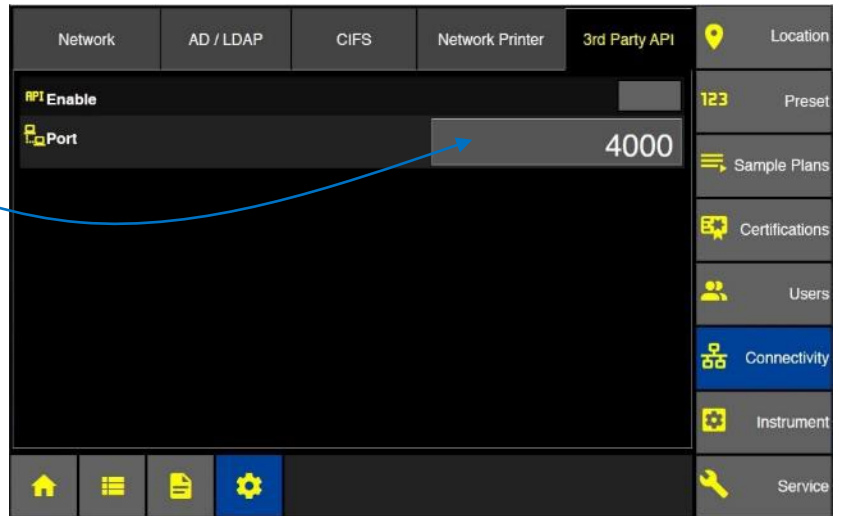 Network AD / LDAP CIFS Network Printer 3rd Party API
API Enable
Port 4000
Location
123 Preset
Sample Plans
Certifications
Users
Connectivity
Instrument
Service